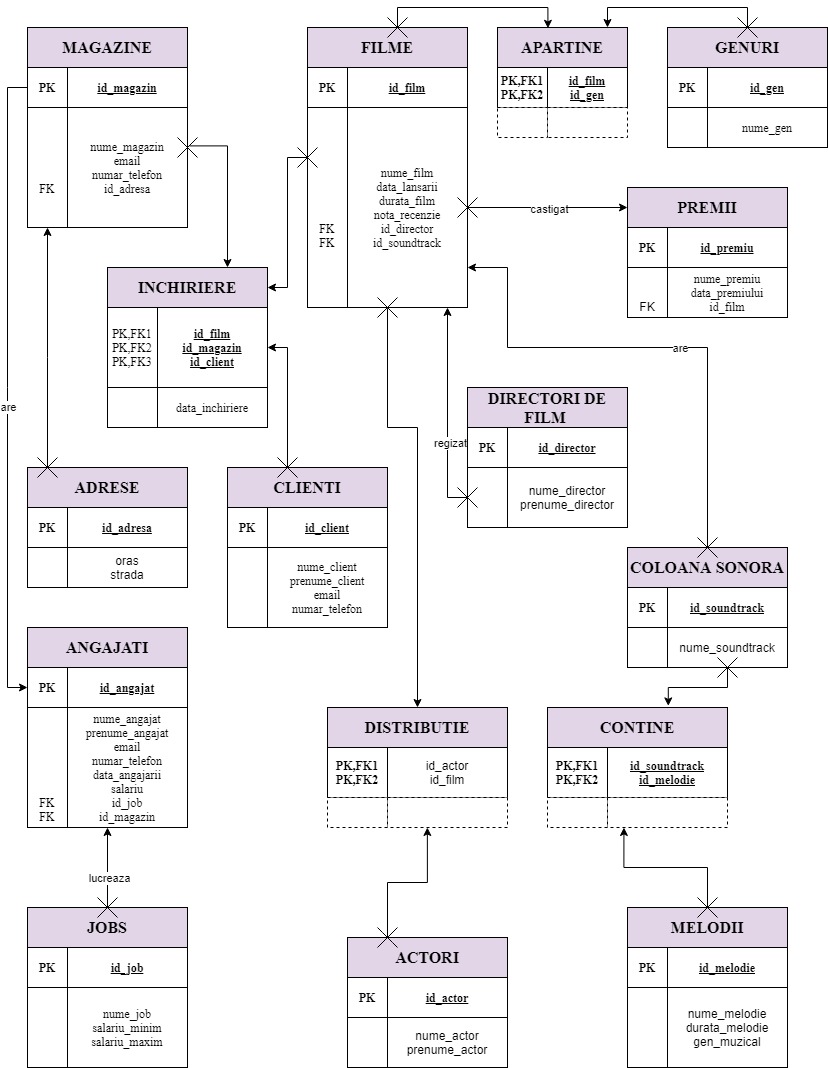 MAGAZINE
PK id_magazin
nume_magazin
email
numar_telefon
FK id_adresa
FILME
PK id_film
nume_film
data_lansarii
durata_film
nota_recenzie
FK id_director
FK id_soundtrack
APARTINE
PK,FK1 id_film
PK,FK2 id_gen
GENURI
PK id_gen
nume_gen
castigat
PREMII
PK id_premiu
nume_premiu
data_premiului
FK id_film
INCHIRIERE
PK,FK1 id_film
PK,FK2 id_magazin
PK,FK3 id_client
data_inchiriere
are
are
regizat
DIRECTORI DE
FILM
PK id_director
nume_director
prenume_director
ADRESE
PK id_adresa
oras
strada
CLIENTI
PK id_client
nume_client
prenume_client
email
numar_telefon
COLOANA SONORA
PK id_soundtrack
nume_soundtrack
ANGAJATI
PK id_angajat
nume_angajat
prenume_angajat
email
numar_telefon
data_angajarii
salariu
FK id_job
FK id_magazin
DISTRIBUTIE
PK,FK1 id_actor
PK,FK2 id_film
CONTINE
PK,FK1 id_soundtrack
PK,FK2 id_melodie
lucreaza
JOBS
PK id_job
nume_job
salariu_minim
salariu_maxim
ACTORI
PK id_actor
nume_actor
prenume_actor
MELODII
PK id_melodie
nume_melodie
durata_melodie
gen_muzical